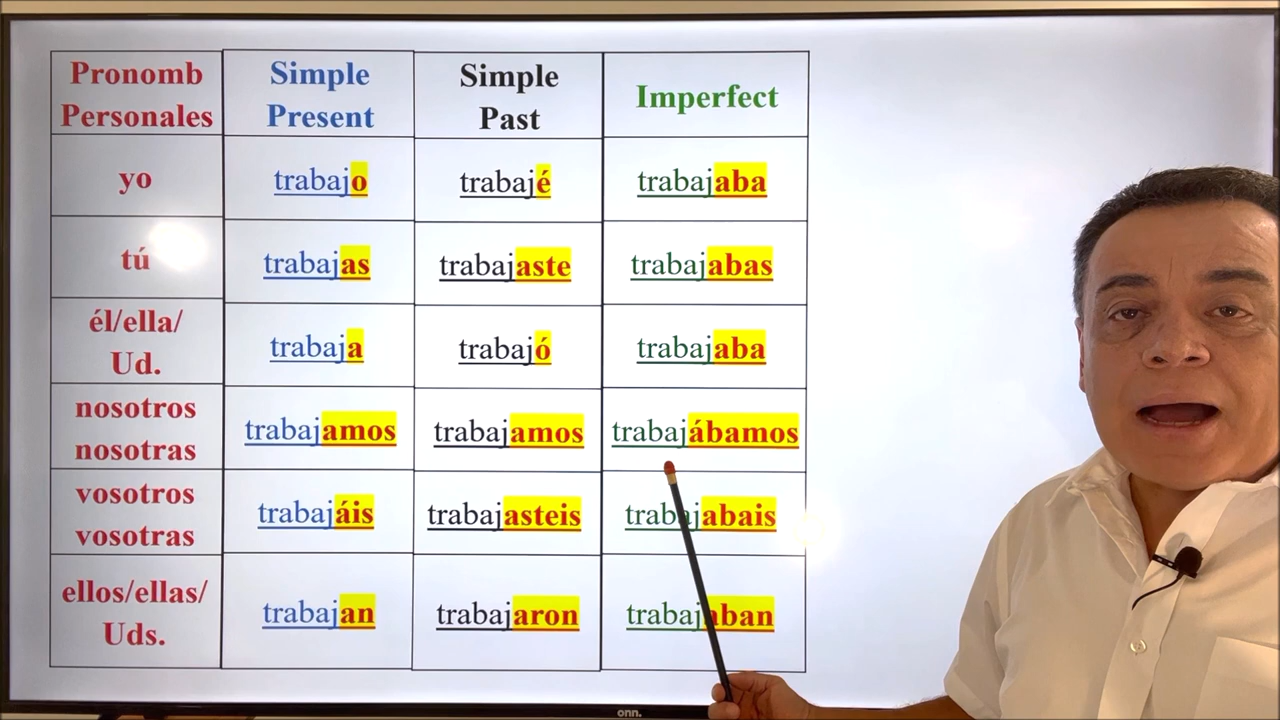 Pronomb
Personales
Simple
Present
Simple
Past
Imperfect
yo
trabajo
trabajé
trabajaba
tú
trabajas
trabajaste
trabajabas
él/ella/
Ud.
trabaja
trabajó
trabajaba
nosotros
nosotras
trabajamos
trabajamos
trabajábamos
vosotros
vosotras
trabajáis
trabajasteis
trabajabais
ellos/ellas/
Uds.
trabajan
trabajaron
trabajaban
onn.